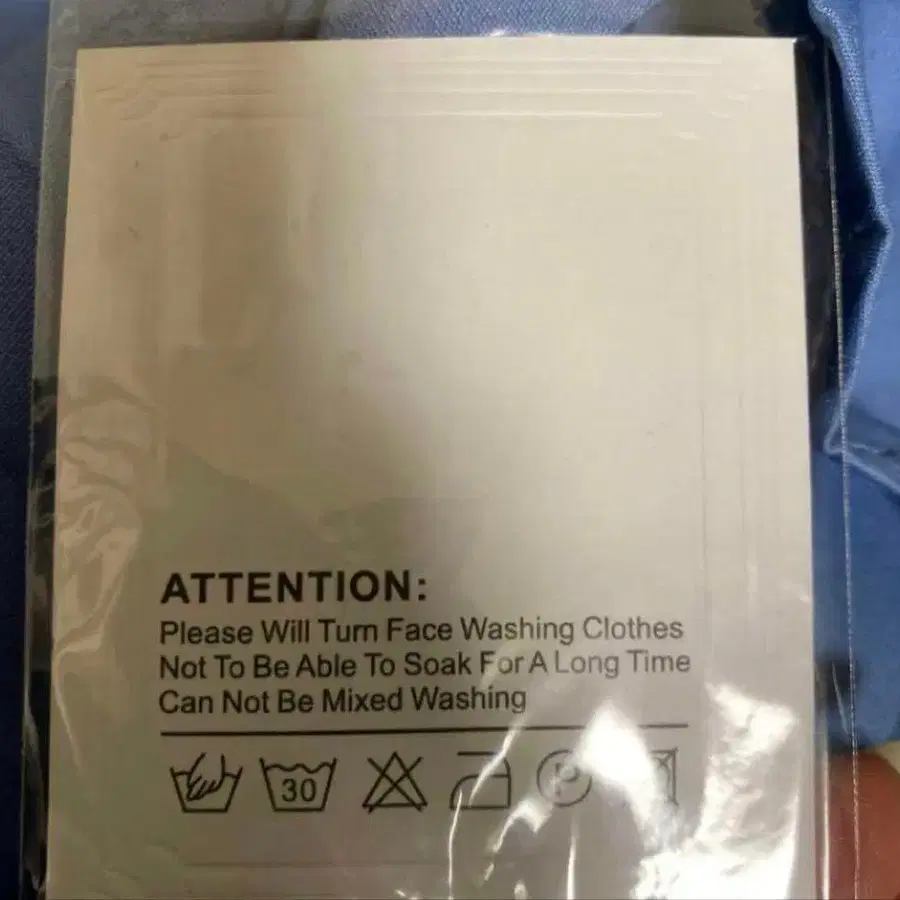 ATTENTION:
Please Will Turn Face Washing Clothes
Not To Be Able To Soak For A Long Time
Can Not Be Mixed Washing
30
P